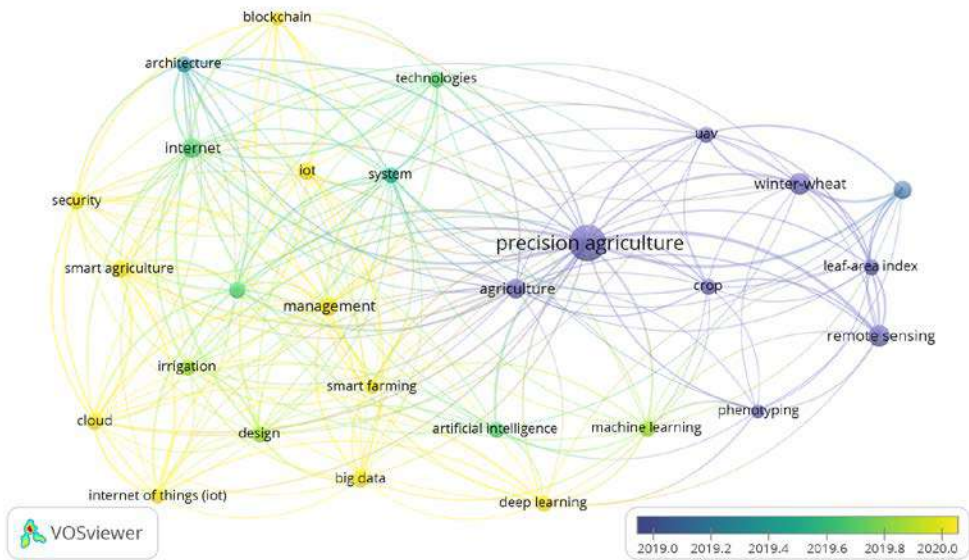 blockchain
architecture
technologies
uav
internet
iot
system
winter-wheat
security
precision agriculture
smart agriculture
leaf-area index
agriculture
crop
management
remote sensing
irrigation
smart farming
phenotyping
cloud
design
artificial intelligence
machine learning
big data
internet of things (iot)
deep learning
VOSviewer
2019.0 2019.2 2019.4 2019.6 2019.8 2020.0